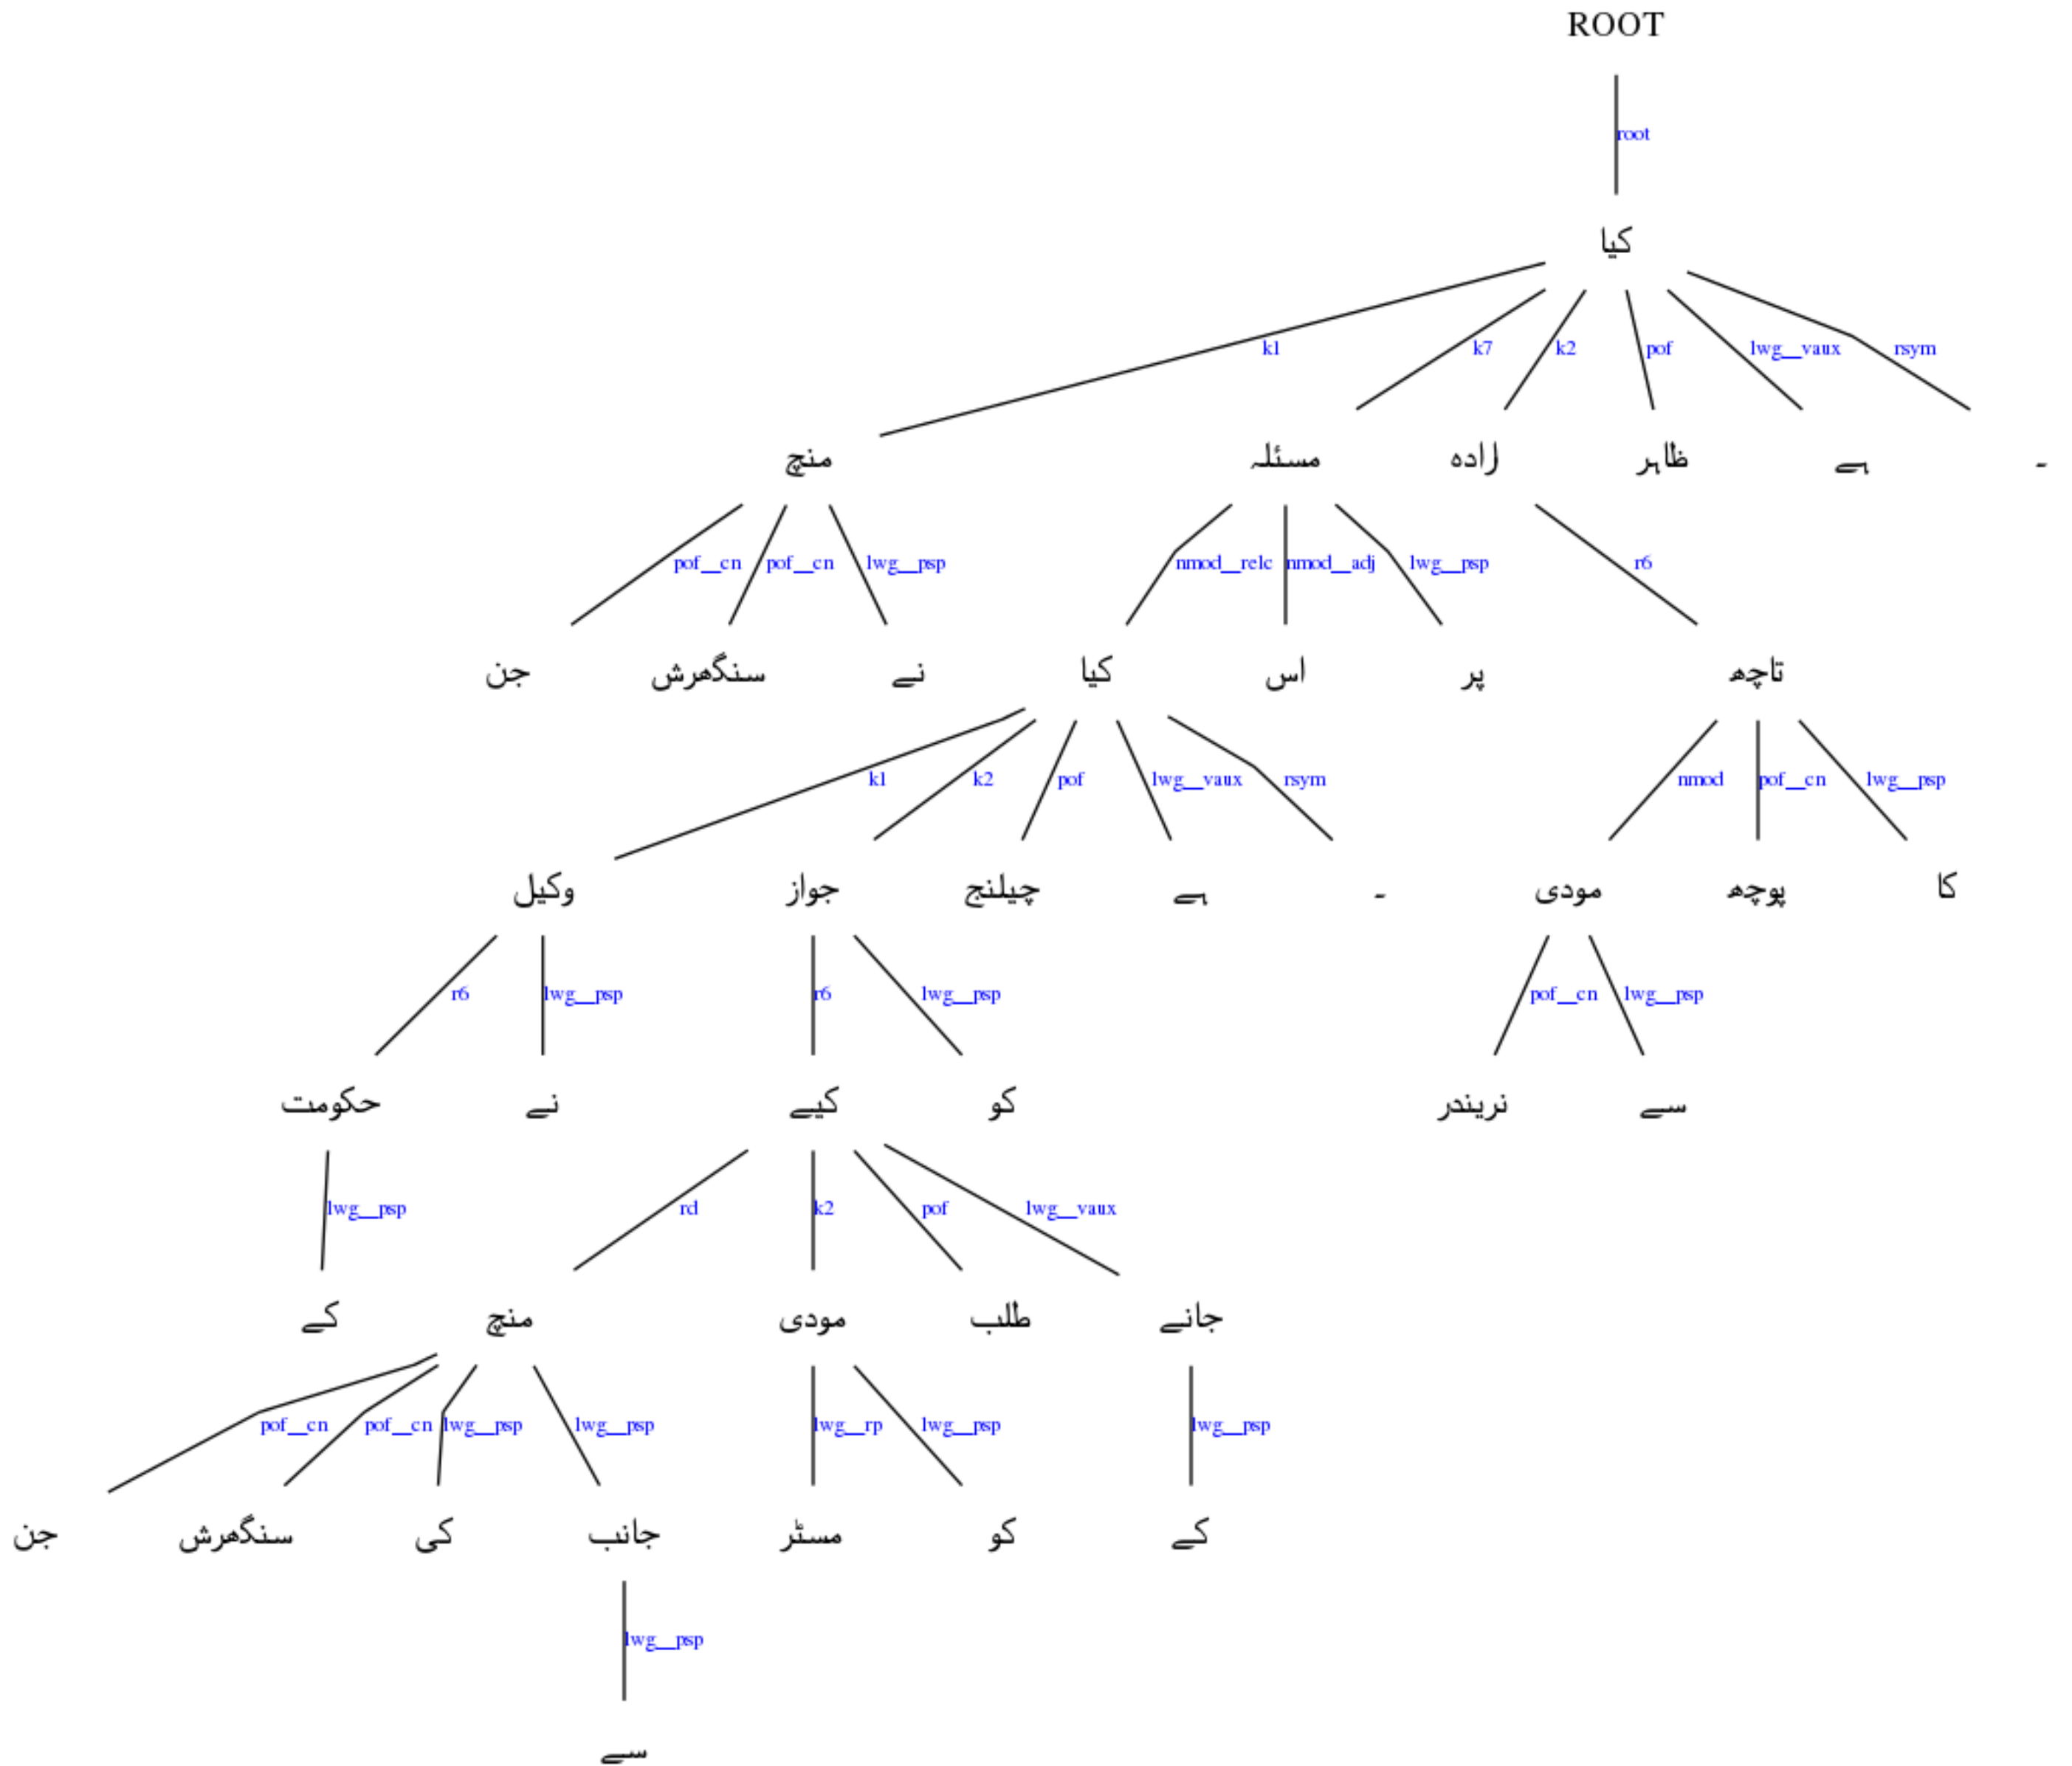 ROOT
root
کیا
k1 k7 k2 pof lwg__vaux rsym
منچ مسئلہ ارادہ ظاہر ہے ۔
pof__cn pof__cn lwg__psp nmod__relc nmod__adj lwg__psp r6
جن سنگھرش نے کیا اس پر تاچھ
k1 k2 pof lwg__vaux rsym nmod pof__cn lwg__psp
وکیل جواز چیلنج ہے ۔ مودی پوچھ کا
r6 lwg__psp r6 lwg__psp pof__cn lwg__psp
حکومت نے کیے کو نریندر سے
lwg__psp rd k2 pof lwg__vaux
کے منچ مودی طلب جانے
pof__cn pof__cn lwg__psp lwg__psp lwg__rp lwg__psp lwg__psp
جن سنگھرش کی جانب مسٹر کو کے
lwg__psp
سے